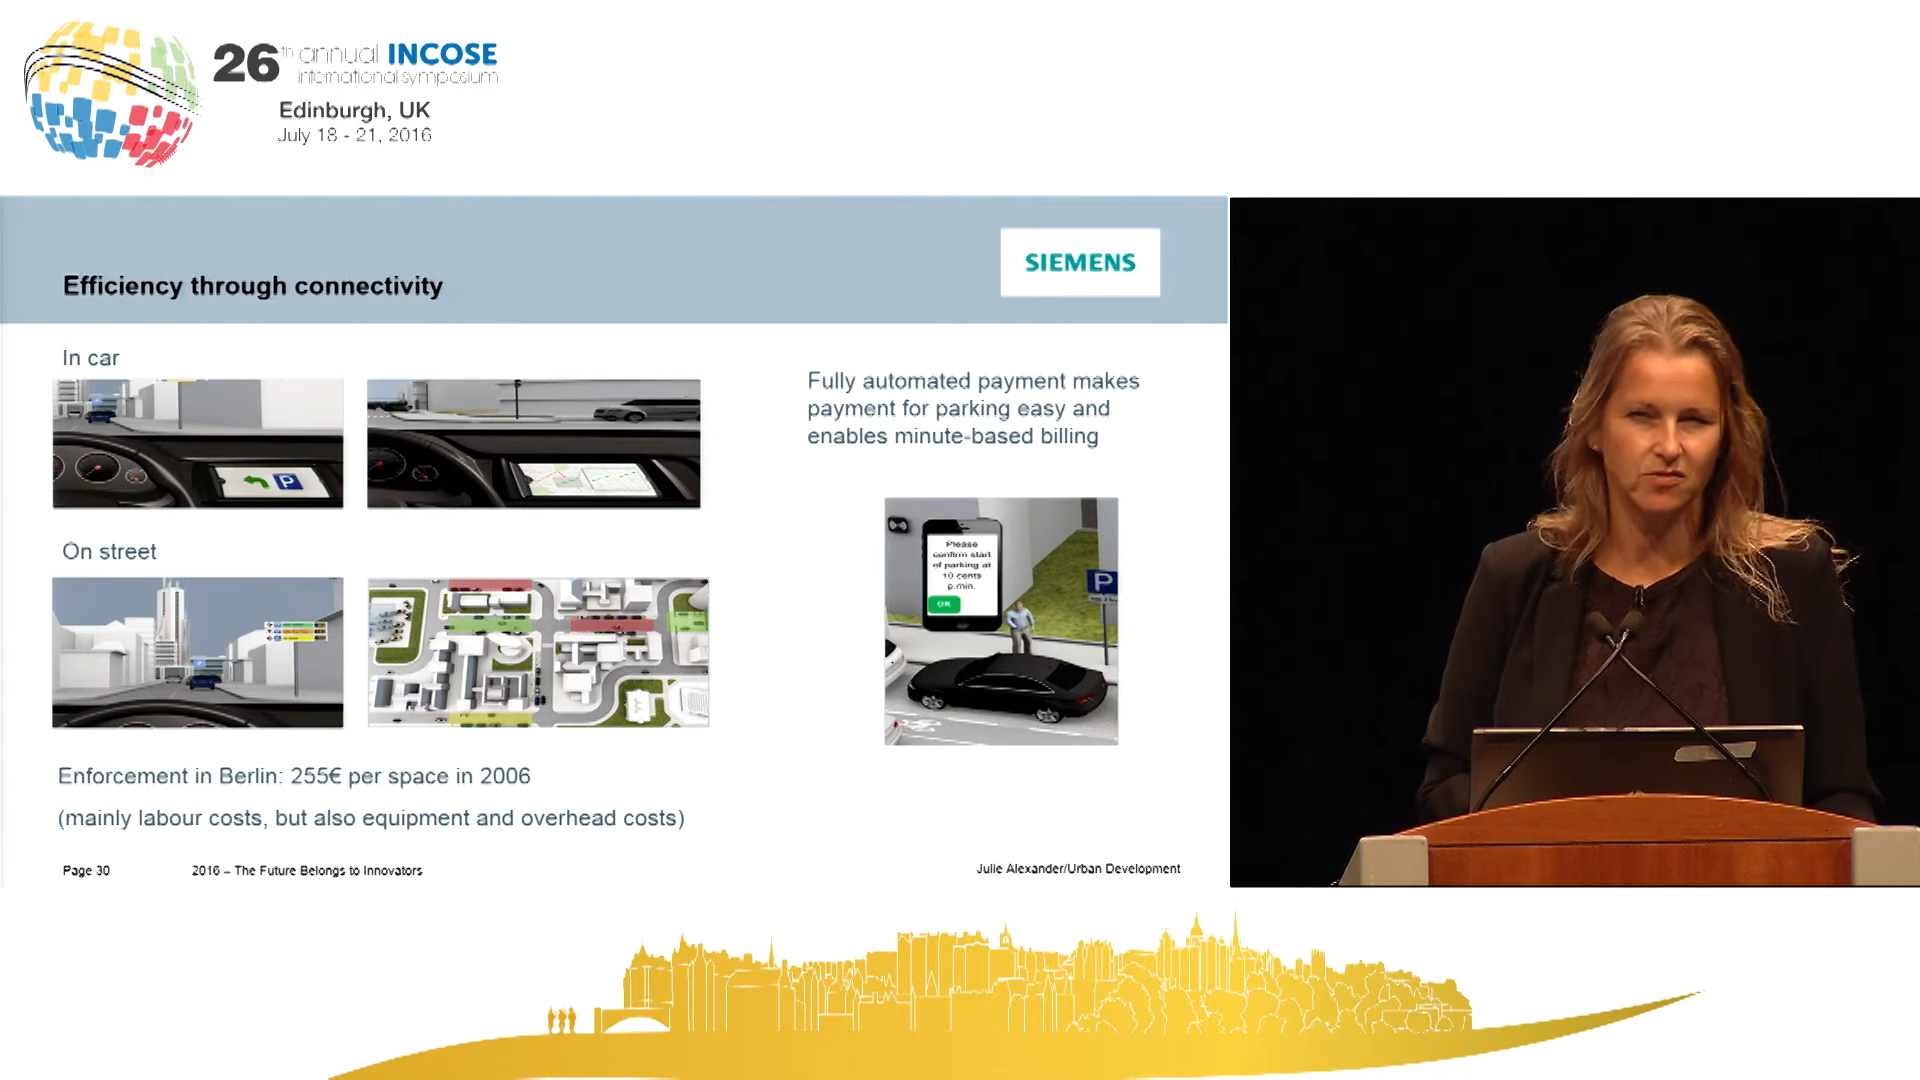 26th annual INCOSE
international symposium
Edinburgh, UK
July 18 - 21, 2016
SIEMENS
Efficiency through connectivity
In car
Fully automated payment makes
payment for parking easy and
enables minute-based billing
P
On street
Please
confirm start
of parking at
10 cents
p.min.
OK
P
Enforcement in Berlin: 255€ per space in 2006
(mainly labour costs, but also equipment and overhead costs)
Page 30
2016 – The Future Belongs to Innovators
Julie Alexander/Urban Development